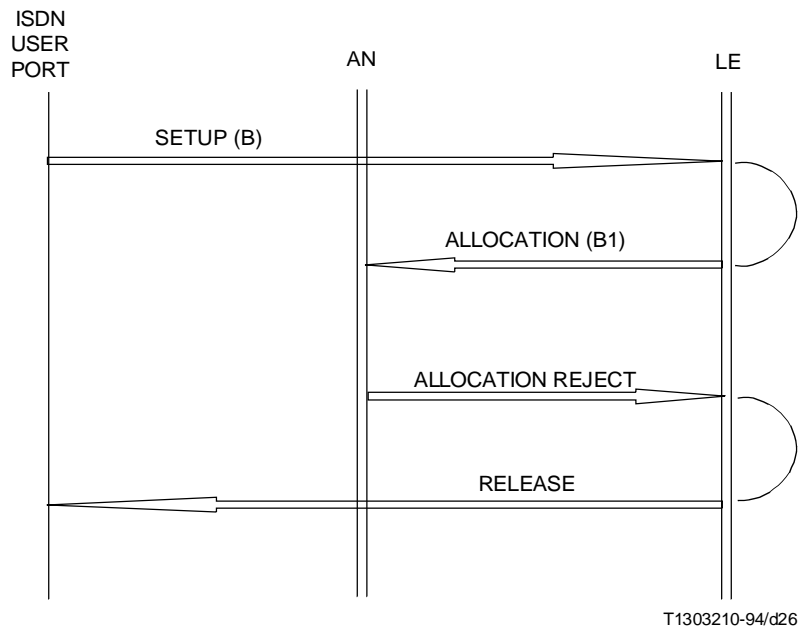 ISDN
USER
PORT
AN
LE
SETUP (B)
ALLOCATION (B1)
ALLOCATION REJECT
RELEASE
T1303210-94/d26